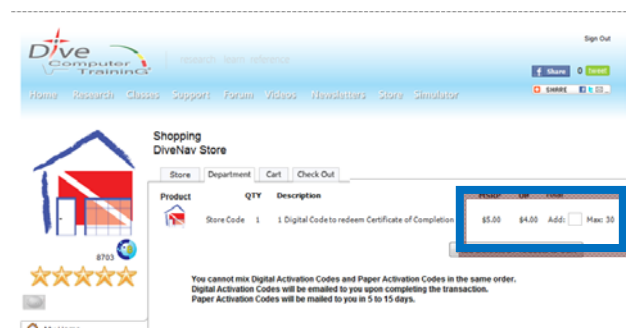 Sign Out
Dive
Computer
Training
research learn reference
Share 0 tweet
SHARE
Home Research Classes Support Forum Videos Newsletters Store Simulator
Shopping
DiveNav Store
Store Department Cart Check Out
Product QTY Description
Store Code 1 1 Digital Code to redeem Certificate of Completion $5.00 $4.00 Add: Max: 30
8703
You cannot mix Digital Activation Codes and Paper Activation Codes in the same order.
Digital Activation Codes will be emailed to you upon completing the transaction.
Paper Activation Codes will be mailed to you in 5 to 15 days.